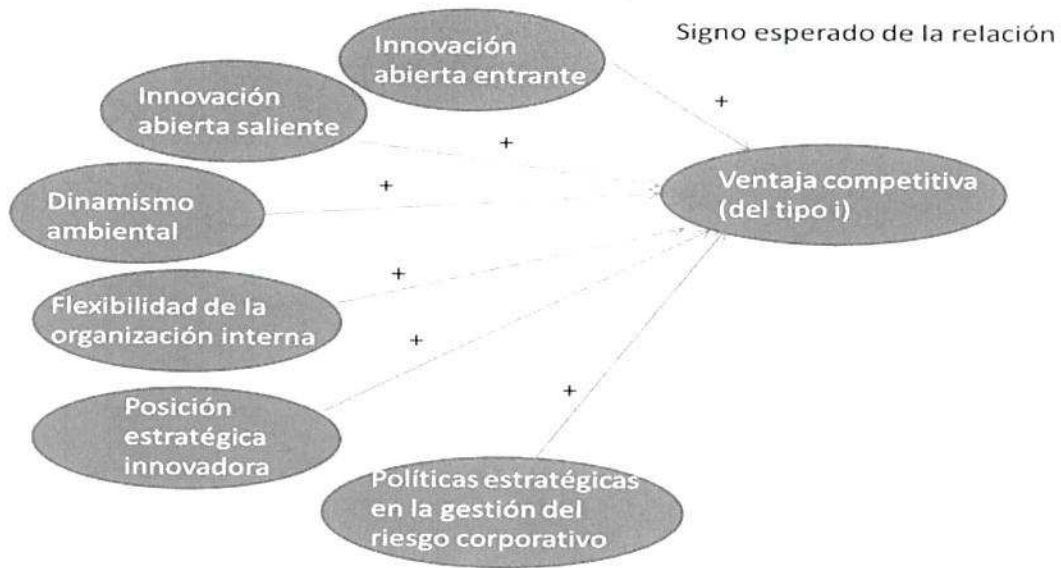 Signo esperado de la relación
Innovación
abierta entrante
+
Innovación
abierta saliente
+
Dinamismo
ambiental
+
Flexibilidad de la
organización interna
+
Posición
estratégica
innovadora
+
Políticas estratégicas
en la gestión del
riesgo corporativo
+
Ventaja competitiva
(del tipo i)